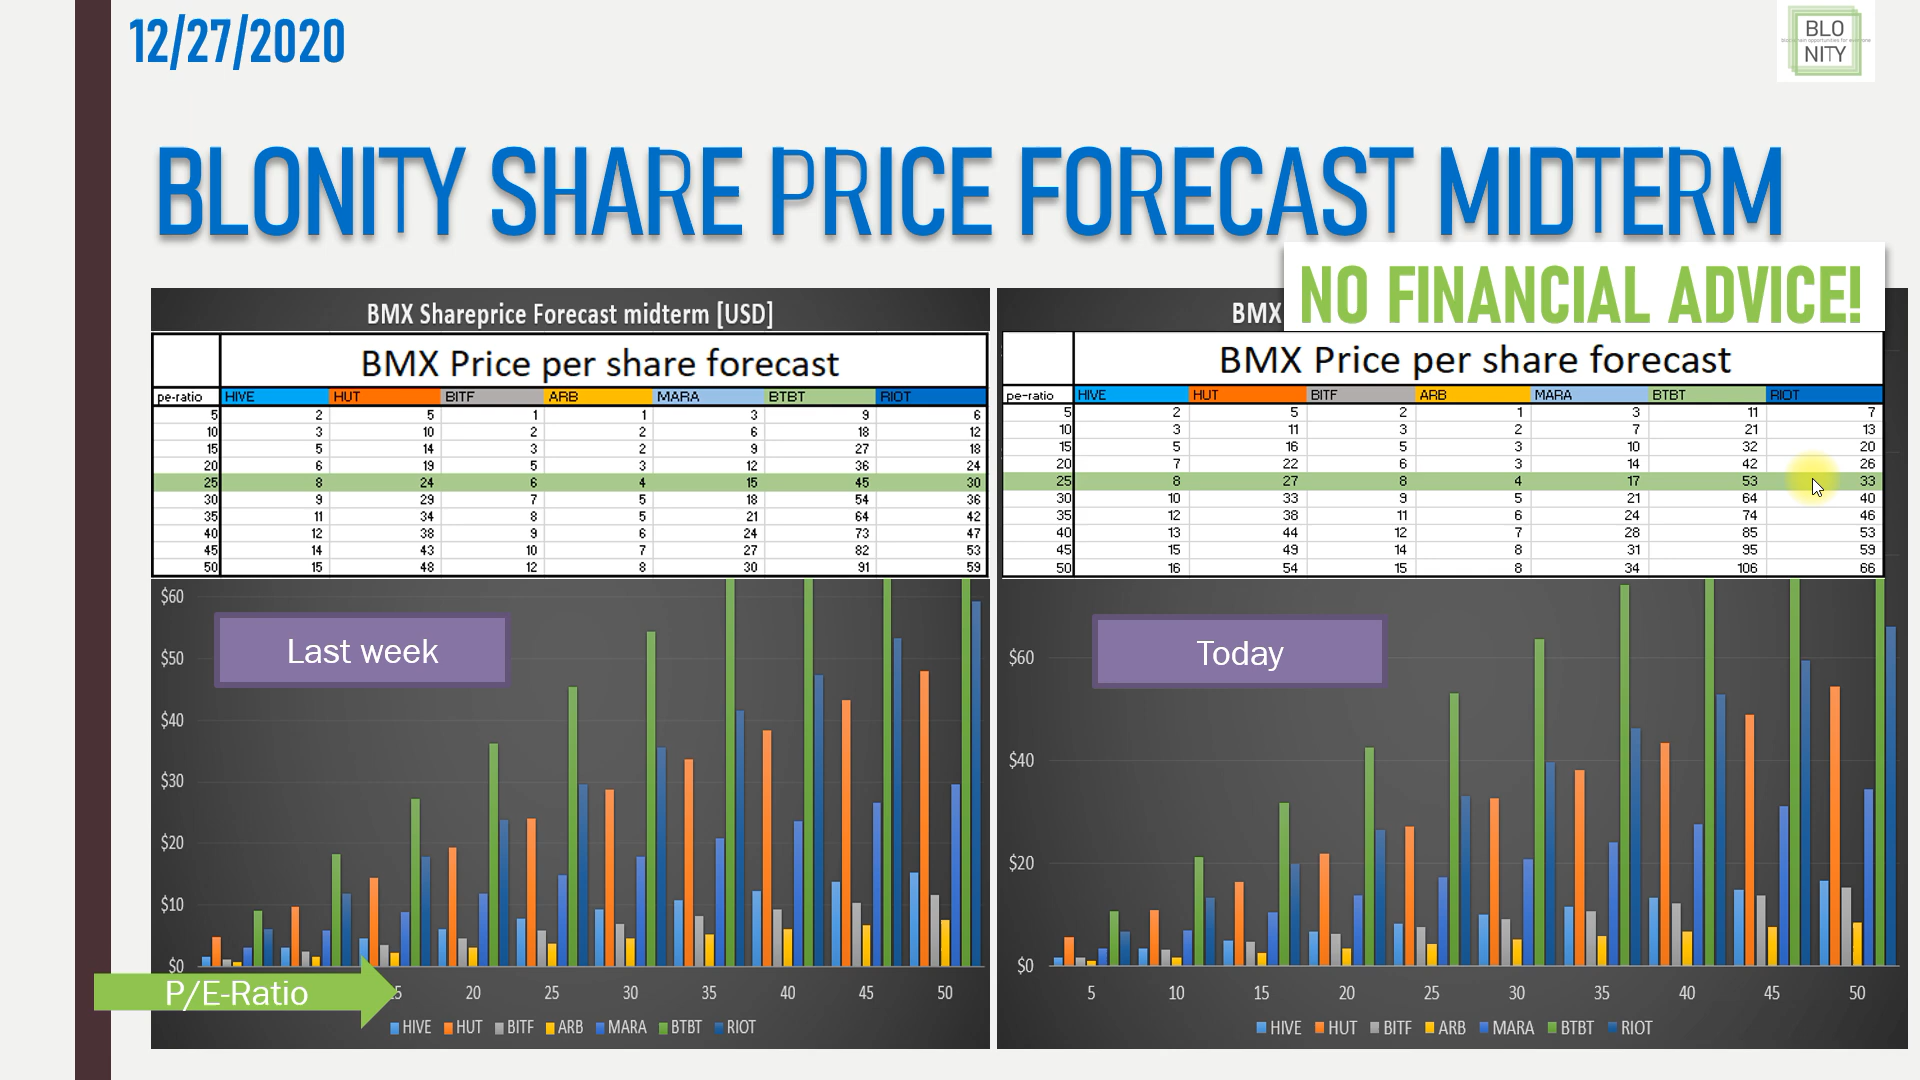 12/27/2020
BLO
NITY
BLONITY SHARE PRICE FORECAST MIDTERM
NO FINANCIAL ADVICE!
BMX Shareprice Forecast midterm [USD]
BMX Price per share forecast
pe-ratio HIVE HUT BITF ARB MARA BTBT RIOT
5 2 5 1 1 3 9 6
10 3 10 2 2 6 18 12
15 5 14 3 2 9 27 18
20 6 19 5 3 12 36 24
25 8 24 6 4 15 45 30
30 9 29 7 5 18 54 36
35 11 34 8 5 21 64 42
40 12 38 9 6 24 73 47
45 14 43 10 7 27 82 53
50 15 48 12 8 30 91 59
$60
$50
$40
$30
$20
$10
$0
Last week
P/E-Ratio
20 25 30 35 40 45 50
HIVE HUT BITF ARB MARA BTBT RIOT
BMX
BMX Price per share forecast
pe-ratio HIVE HUT BITF ARB MARA BTBT RIOT
5 2 5 2 1 3 11 7
10 3 11 3 2 7 21 13
15 5 16 5 3 10 32 20
20 7 22 6 3 14 42 26
25 8 27 8 4 17 53 33
30 10 33 9 5 21 64 40
35 12 38 11 6 24 74 46
40 13 44 12 7 28 85 53
45 15 49 14 8 31 95 59
50 16 54 15 8 34 106 66
$60
$40
$20
$0
Today
5 10 15 20 25 30 35 40 45 50
HIVE HUT BITF ARB MARA BTBT RIOT